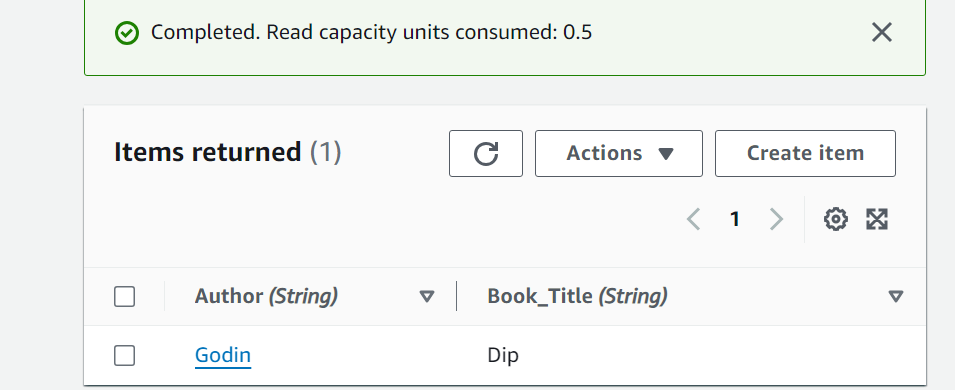 Completed. Read capacity units consumed: 0.5
Items returned (1)
Actions
Create item
1
Author (String) Book_Title (String)
Godin Dip